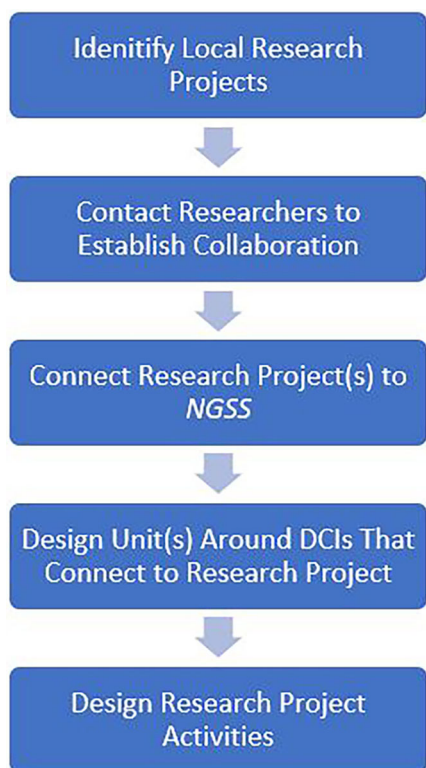 Idenitify Local Research
Projects
Contact Researchers to
Establish Collaboration
Connect Research Project(s) to
NGSS
Design Unit(s) Around DCIs That
Connect to Research Project
Design Research Project
Activities